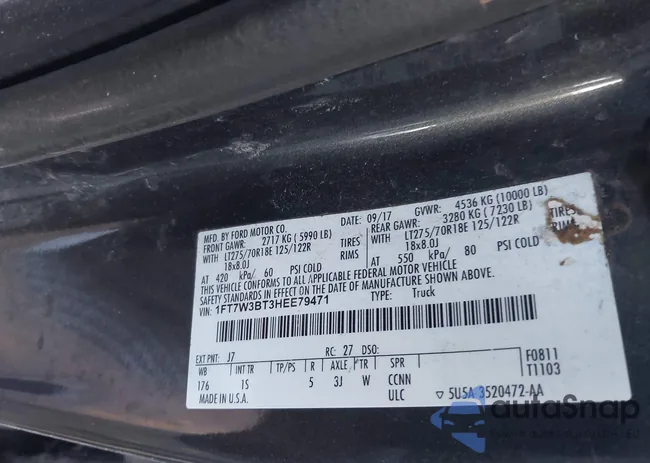 MFD. BY FORD MOTOR CO. DATE: 09/17 GVWR: 4536 KG (10000 LB)
FRONT GAWR: 2717 KG ( 5990 LB) REAR GAWR: 3280 KG ( 7230 LB)
WITH LT275/70R18E 125/122R TIRES WITH LT275/70R18E 125/122R
18x8.0J RIMS 18x8.0J
AT 420 kPa/ 60 PSI COLD AT 550 kPa/ 80 PSI COLD
THIS VEHICLE CONFORMS TO ALL APPLICABLE FEDERAL MOTOR VEHICLE
SAFETY STANDARDS IN EFFECT ON THE DATE OF MANUFACTURE SHOWN ABOVE.
VIN: 1FT7W3BT3HEE79471 TYPE: Truck
EXT PNT: J7 RC: 27 DSO: F0811
WB INT TR TP/PS R AXLE TR SPR T1103
176 1S 5 3J W CCNN
MADE IN U.S.A. ULC ▽ 5U5A 3520472-AA
autoSnap